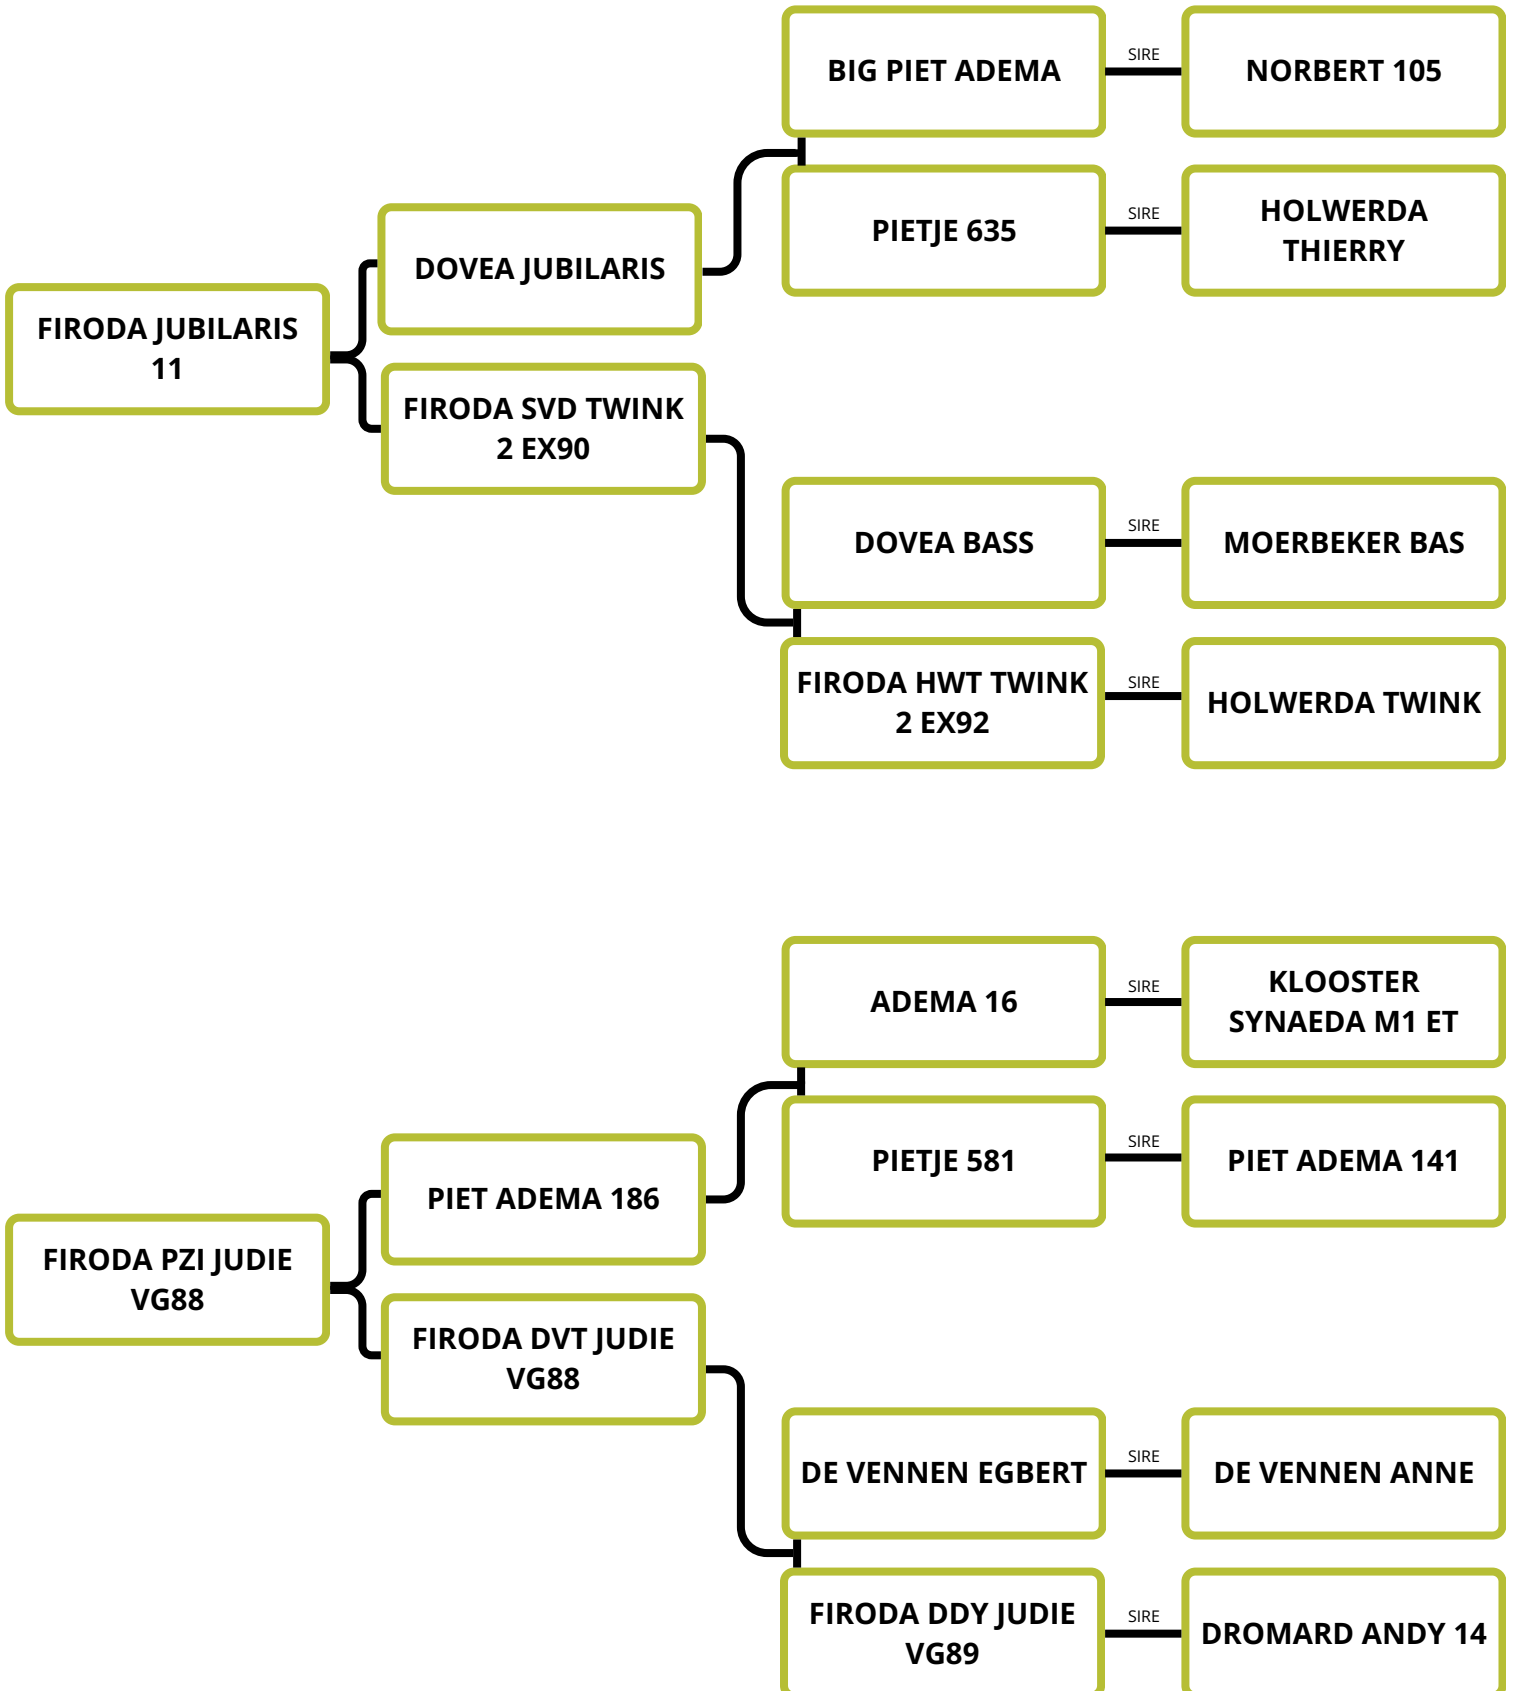 BIG PIET ADEMA
SIRE
NORBERT 105
PIETJE 635
SIRE
HOLWERDA
THIERRY
DOVEA JUBILARIS
FIRODA JUBILARIS
11
FIRODA SVD TWINK
2 EX90
DOVEA BASS
SIRE
MOERBEKER BAS
FIRODA HWT TWINK
2 EX92
SIRE
HOLWERDA TWINK
ADEMA 16
SIRE
KLOOSTER
SYNAEDA M1 ET
PIETJE 581
SIRE
PIET ADEMA 141
PIET ADEMA 186
FIRODA PZI JUDIE
VG88
FIRODA DVT JUDIE
VG88
DE VENNEN EGBERT
SIRE
DE VENNEN ANNE
FIRODA DDY JUDIE
VG89
SIRE
DROMARD ANDY 14